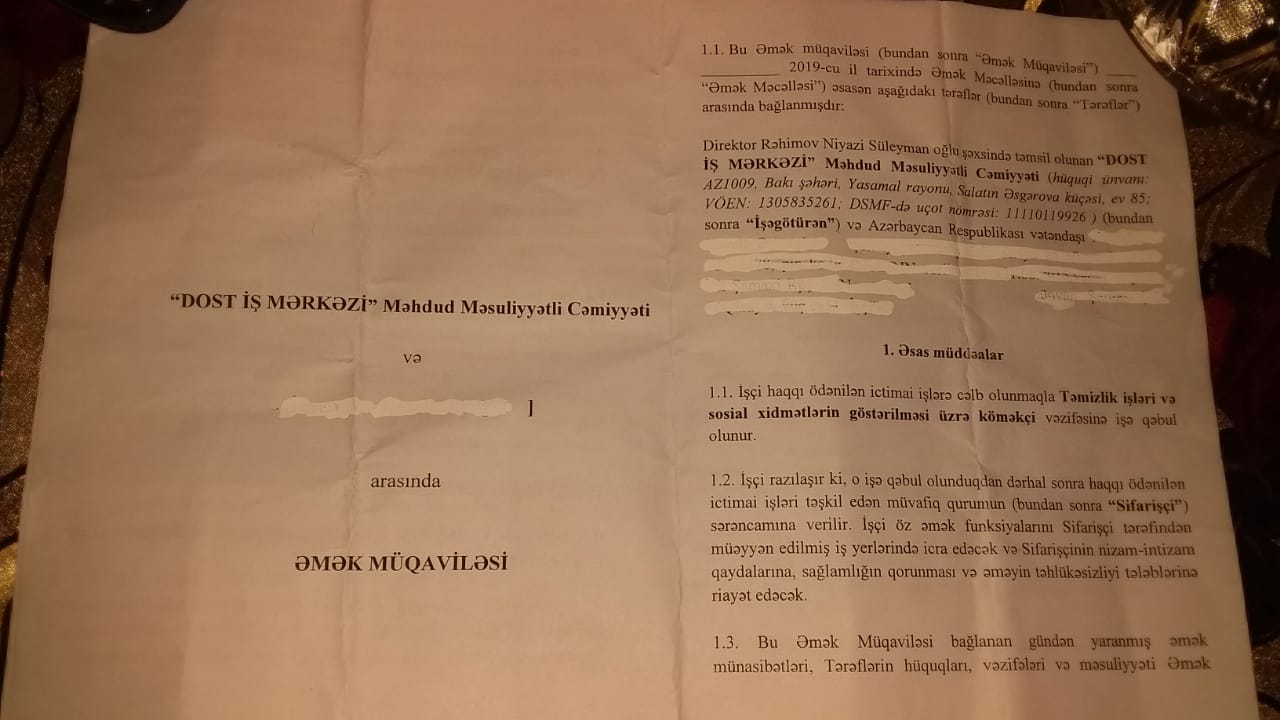 “DOST İŞ MƏRKƏZİ” Məhdud Məsuliyyətli Cəmiyyəti
və
]
arasında
ƏMƏK MÜQAVİLƏSİ
1.1. Bu Əmək müqaviləsi (bundan sonra “Əmək Müqaviləsi”) ____
__________ 2019-cu il tarixində Əmək Məcəlləsinə (bundan sonra
“Əmək Məcəlləsi”) əsasən aşağıdakı tərəflər (bundan sonra “Tərəflər”)
arasında bağlanmışdır:
Direktor Rəhimov Niyazi Süleyman oğlu şəxsində təmsil olunan “DOST
İŞ MƏRKƏZİ” Məhdud Məsuliyyətli Cəmiyyəti (hüquqi ünvanı:
AZ1009, Bakı şəhəri, Yasamal rayonu, Salatın Əsgərova küçəsi, ev 85;
VÖEN: 1305835261; DSMF-də uçot nömrəsi: 11110119926 ) (bundan
sonra “İşəgötürən”) və Azərbaycan Respublikası vətəndaşı
1. Əsas müddəalar
1.1. İşçi haqqı ödənilən ictimai işlərə cəlb olunmaqla Təmizlik işləri və
sosial xidmətlərin göstərilməsi üzrə köməkçi vəzifəsinə işə qəbul
olunur.
1.2. İşçi razılaşır ki, o işə qəbul olunduqdan dərhal sonra haqqı ödənilən
ictimai işləri təşkil edən müvafiq qurumun (bundan sonra “Sifarişçi”)
sərəncamına verilir. İşçi öz əmək funksiyalarını Sifarişçi tərəfindən
müəyyən edilmiş iş yerlərində icra edəcək və Sifarişçinin nizam-intizam
qaydalarına, sağlamlığın qorunması və əməyin təhlükəsizliyi tələblərinə
riayət edəcək.
1.3. Bu Əmək Müqaviləsi bağlanan gündən yaranmış əmək
münasibətləri, Tərəflərin hüquqları, vəzifələri və məsuliyyəti Əmək